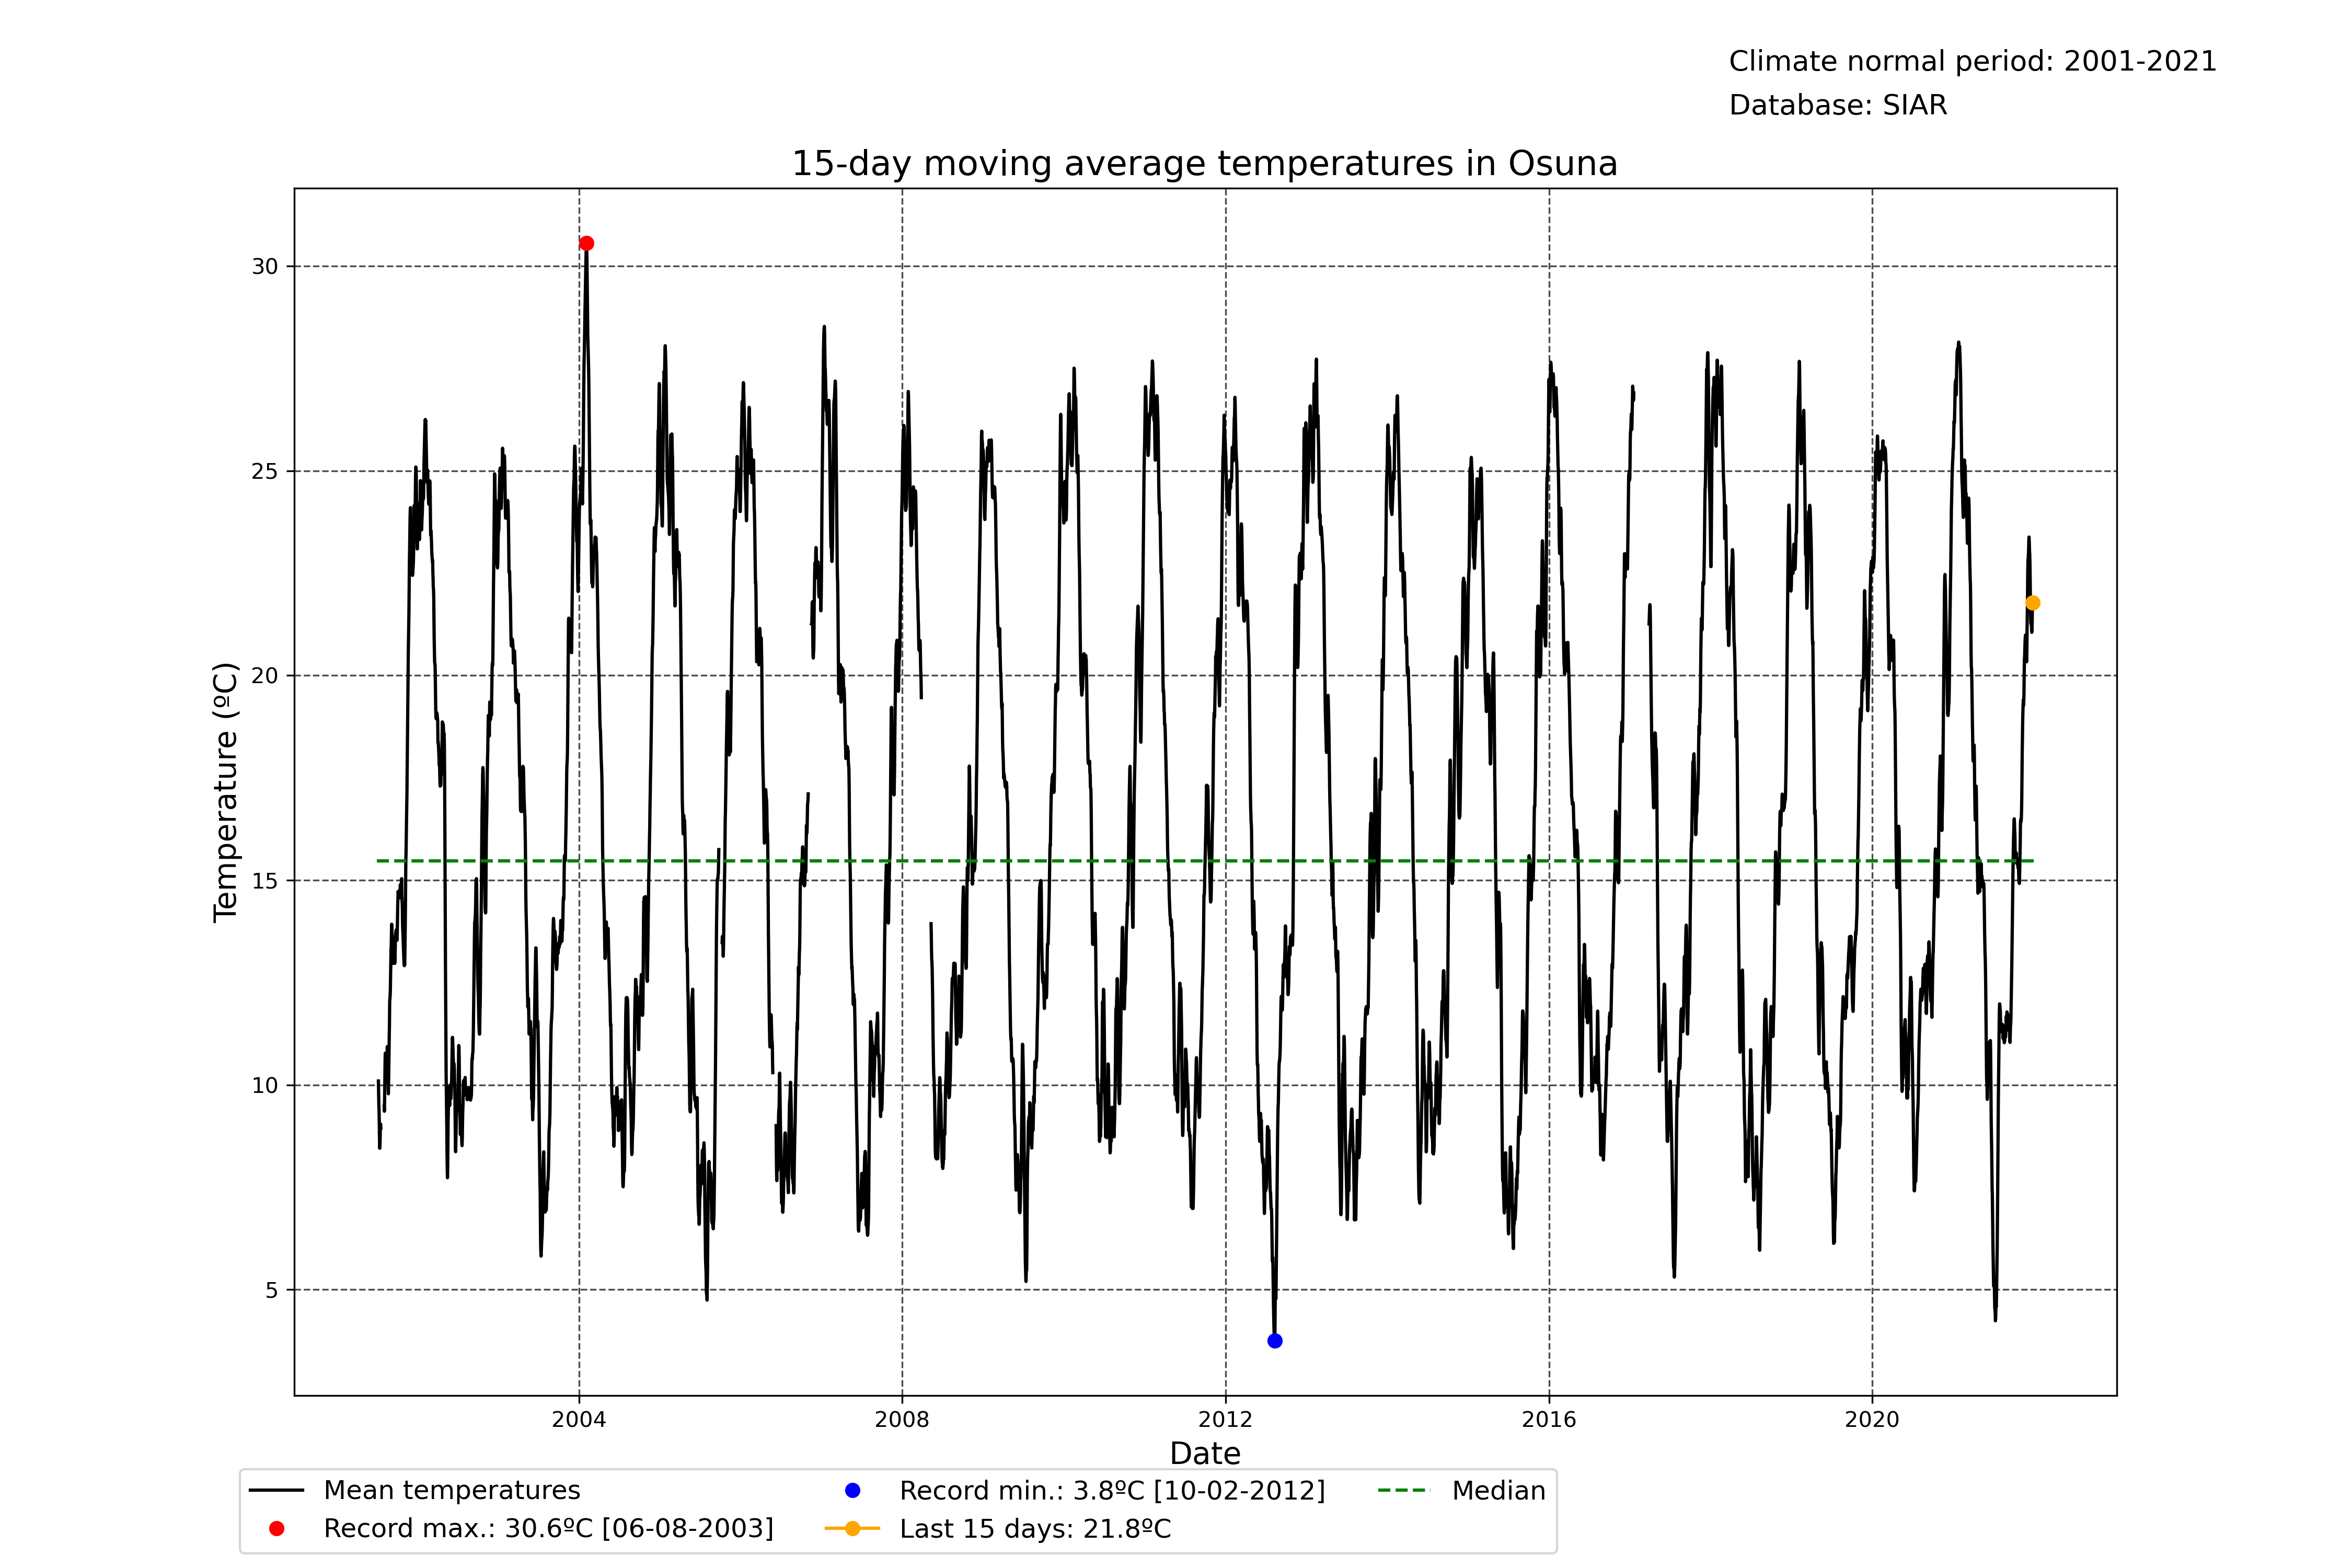 Climate normal period: 2001-2021
Database: SIAR
15-day moving average temperatures in Osuna
30
25
20
15
10
5
Temperature (ºC)
2004 2008 2012 2016 2020
Date
Mean temperatures
Record max.: 30.6ºC [06-08-2003]
Record min.: 3.8ºC [10-02-2012]
Last 15 days: 21.8ºC
Median